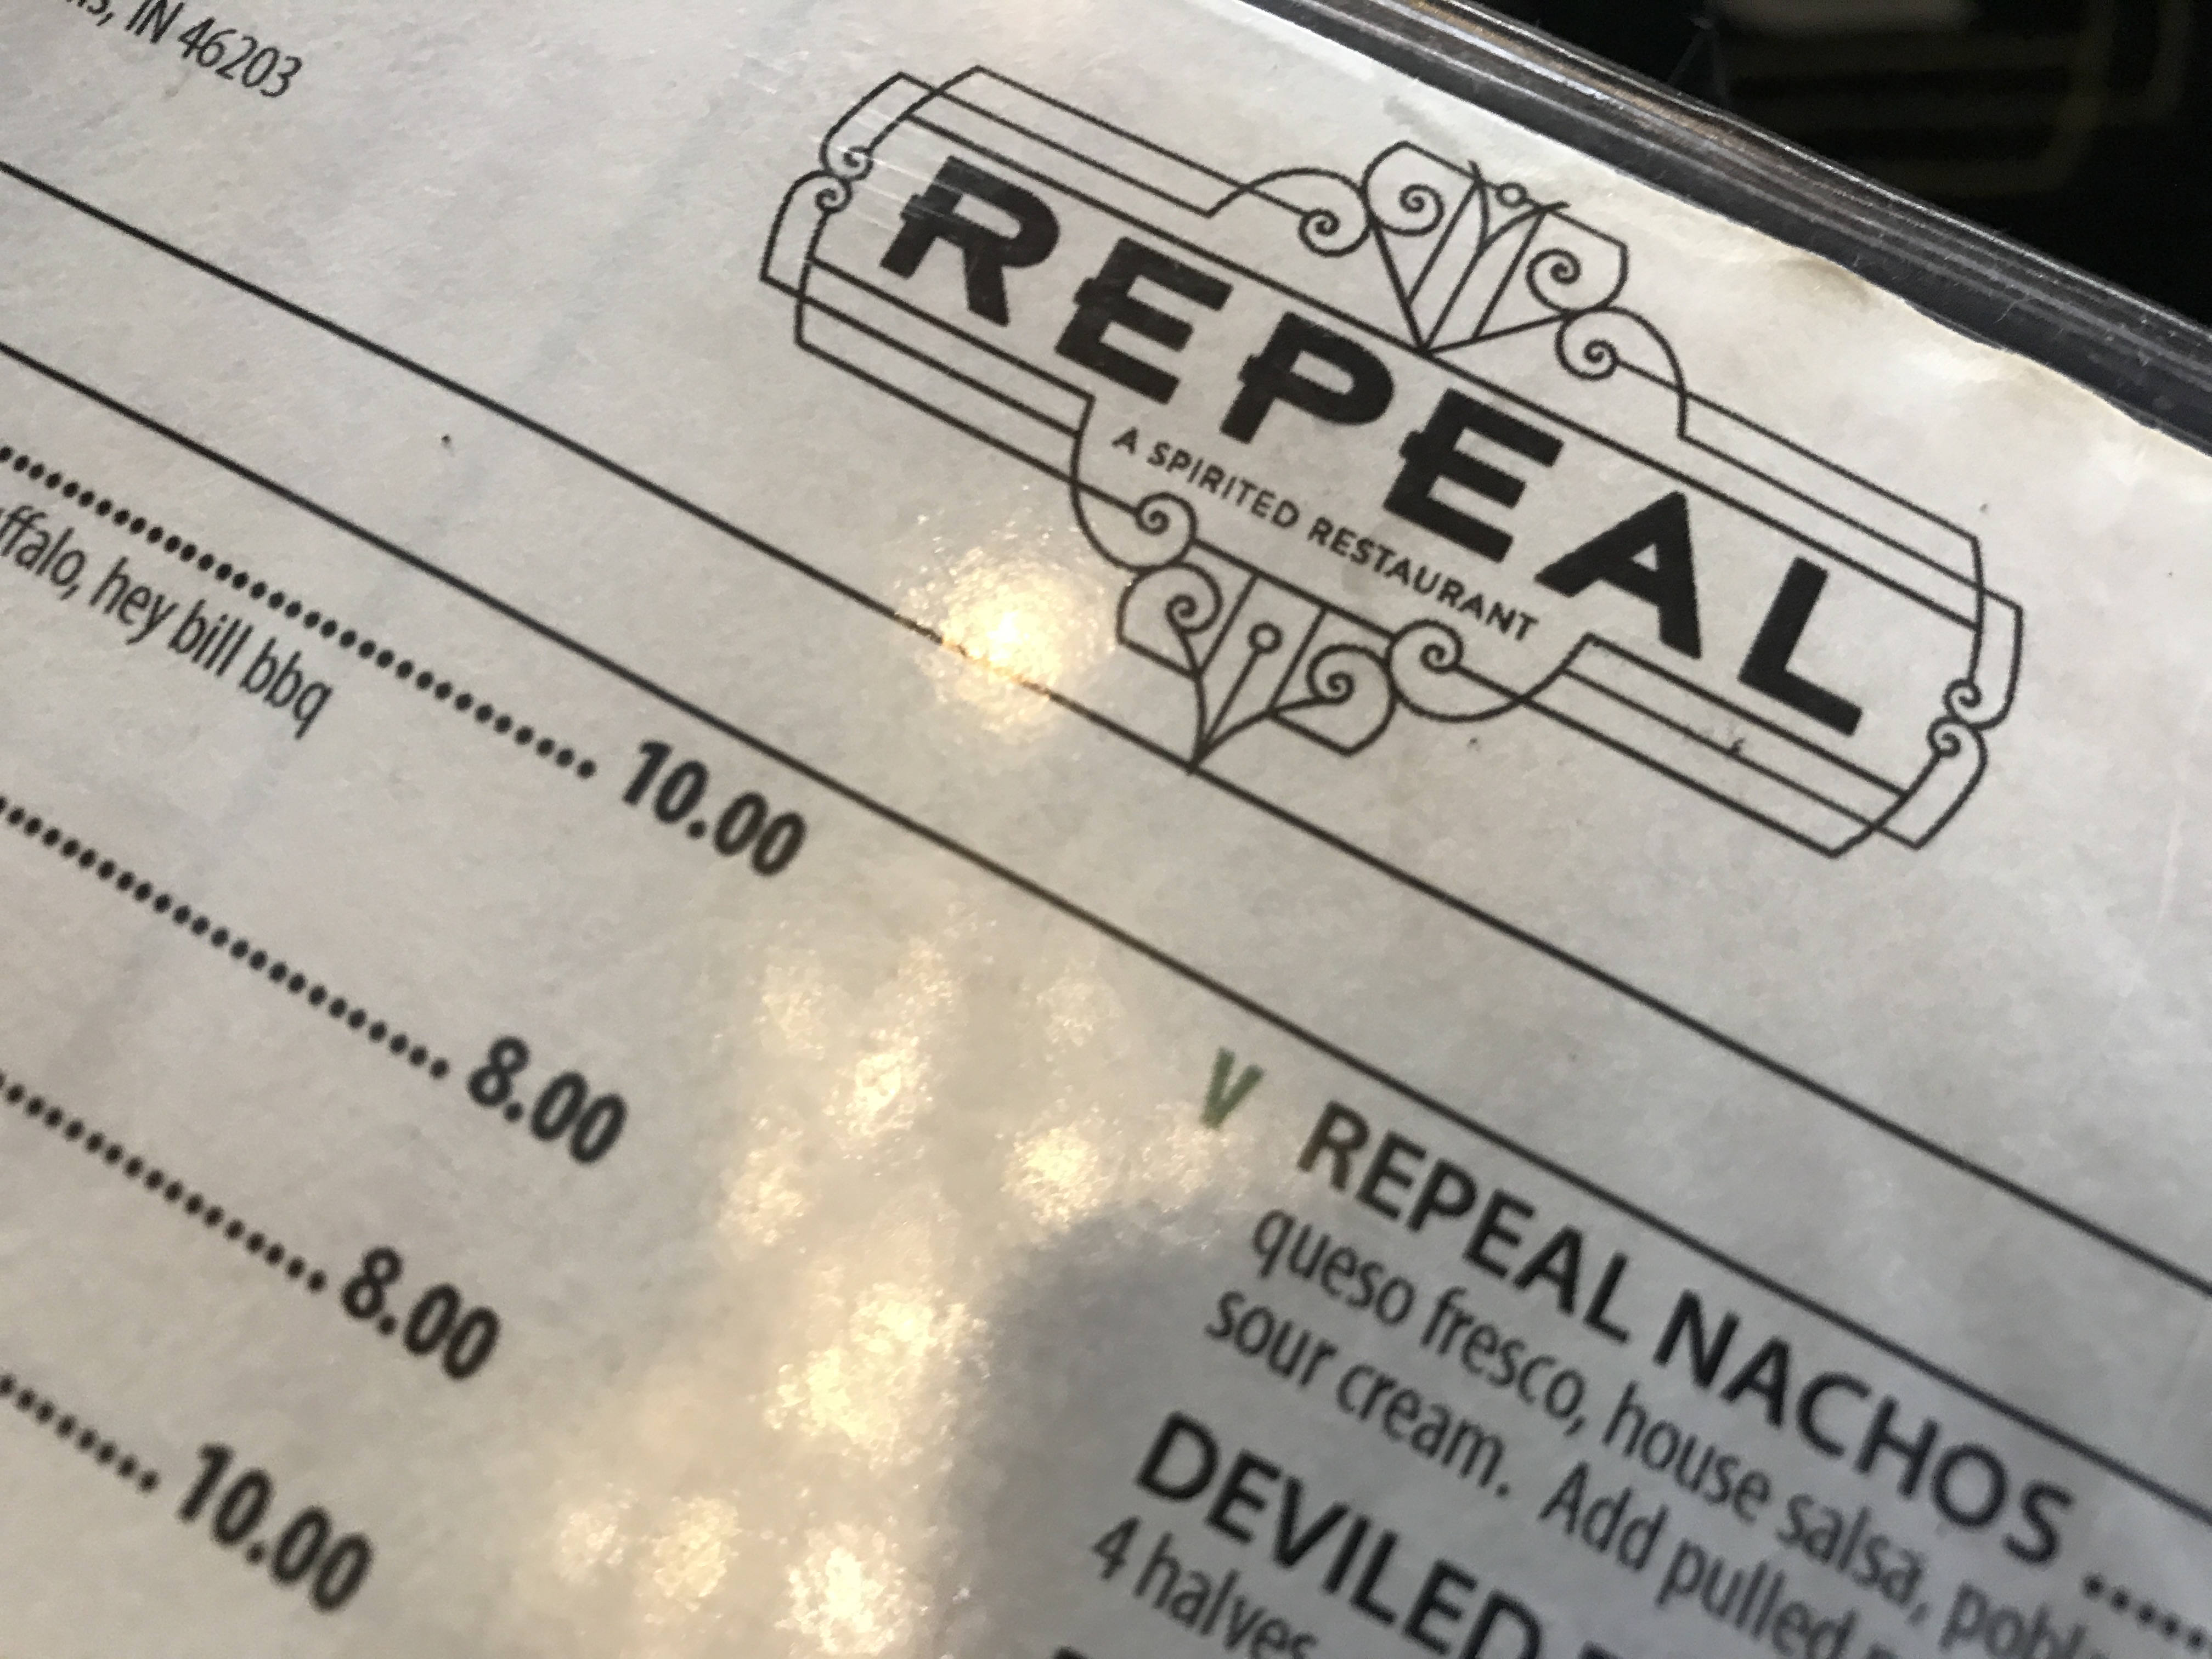 IN 46203
REPEAL
A SPIRITED RESTAURANT
hey bill bbq
10.00
8.00
8.00
10.00
V REPEAL NACHOS
queso fresco, house salsa,
sour cream. Add pulled
DEVILED
4 halves